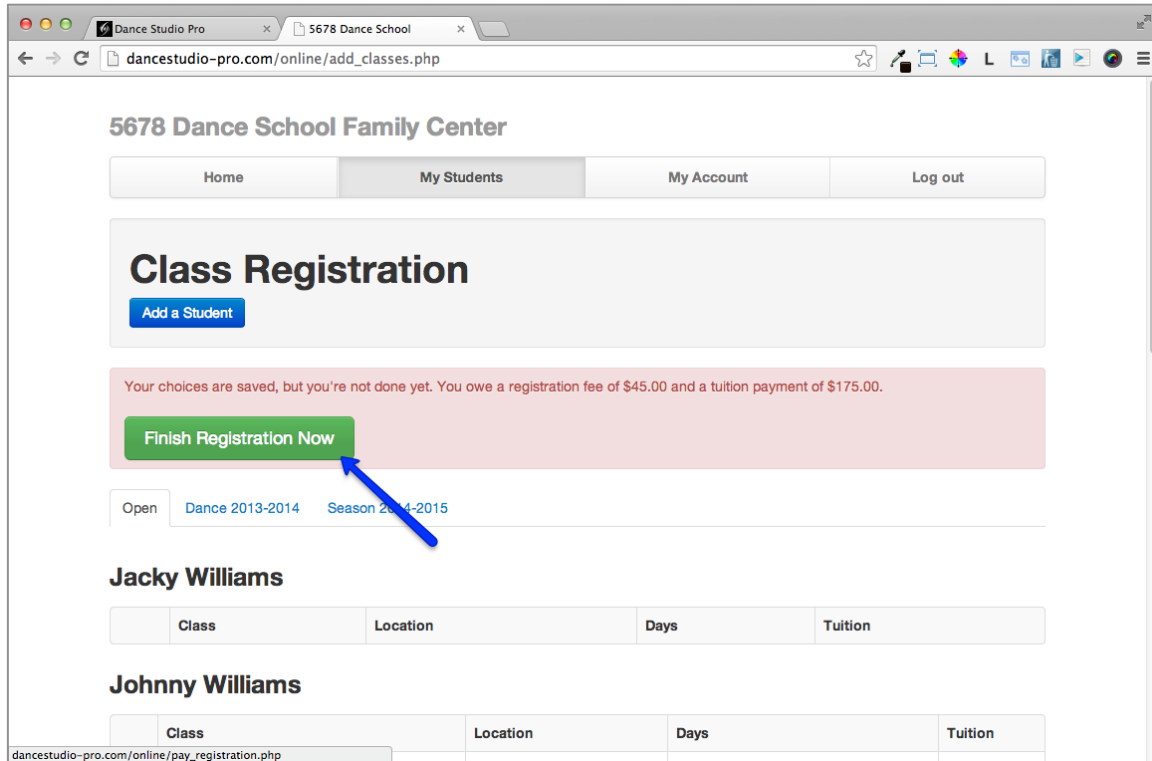 Dance Studio Pro 5678 Dance School
dancestudio-pro.com/online/add_classes.php L
5678 Dance School Family Center
Home My Students My Account Log out
Class Registration
Add a Student
Your choices are saved, but you're not done yet. You owe a registration fee of $45.00 and a tuition payment of $175.00.
Finish Registration Now
Open Dance 2013-2014 Season 2014-2015
Jacky Williams
Class Location Days Tuition
Johnny Williams
Class Location Days Tuition
dancestudio-pro.com/online/pay_registration.php